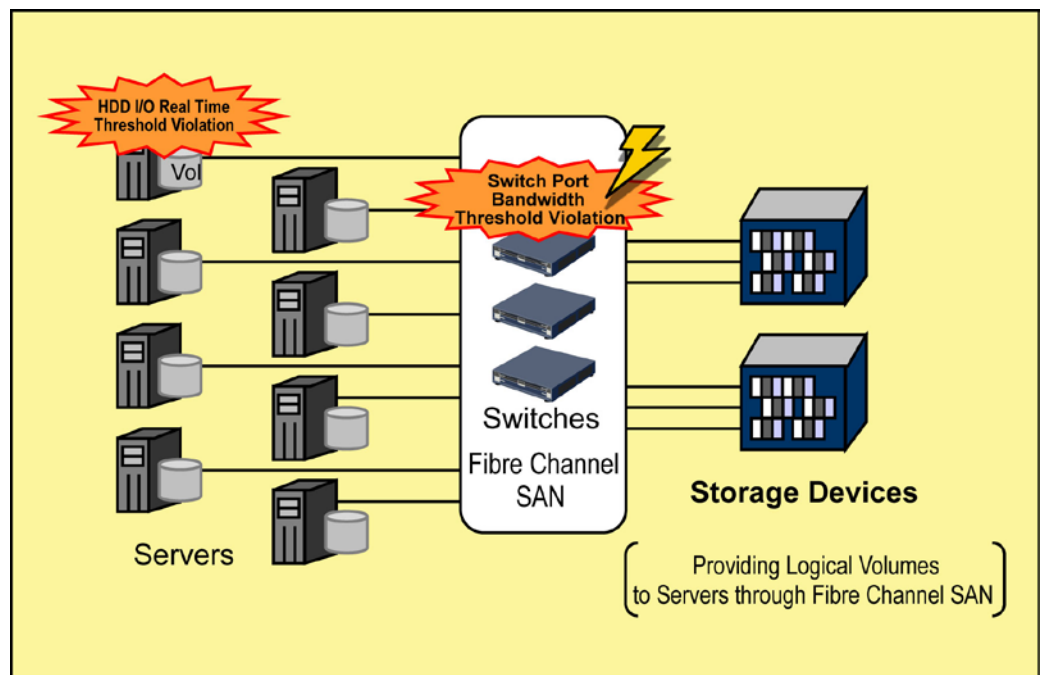 HDD I/O Real Time
Threshold Violation
Vol
Switch Port
Bandwidth
Threshold Violation
Switches
Fibre Channel
SAN
Servers
Storage Devices
Providing Logical Volumes
to Servers through Fibre Channel SAN